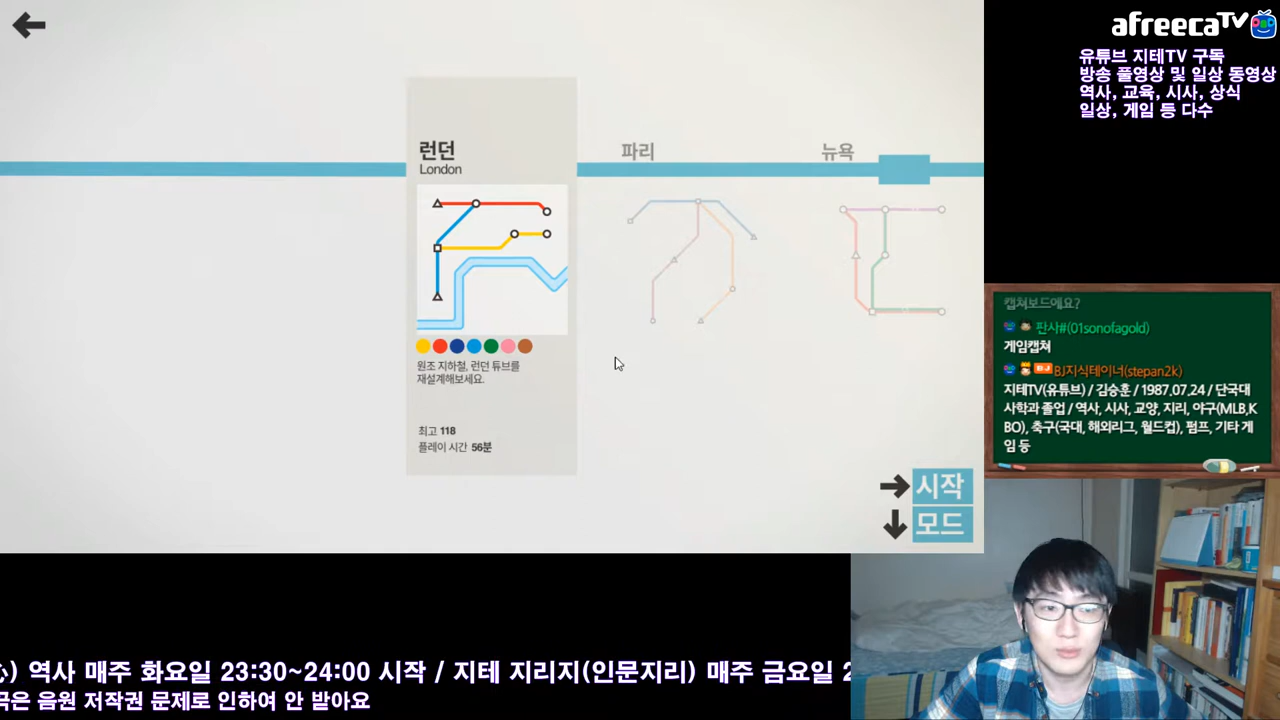 afreecaTV
유튜브 지테TV 구독
방송 풀영상 및 일상 동영상
역사, 교육, 시사, 상식
일상, 게임 등 다수
런던
London
파리
뉴욕
원조 지하철, 런던 튜브를
재설계해보세요.
최고 118
플레이 시간 56분
시작
모드
캡쳐보드에요?
판사#(01sonofagold)
게임캡쳐
BJ지식테이너(stepan2k)
지테TV(유튜브) / 김승훈 / 1987.07.24 / 단국대
사학과 졸업 / 역사, 시사, 교양, 지리, 야구(MLB,K
BO), 축구(국대, 해외리그, 월드컵), 펌프, 기타 게
임 등
) 역사 매주 화요일 23:30~24:00 시작 / 지테 지리지(인문지리) 매주 금요일 2
곡은 음원 저작권 문제로 인하여 안 받아요